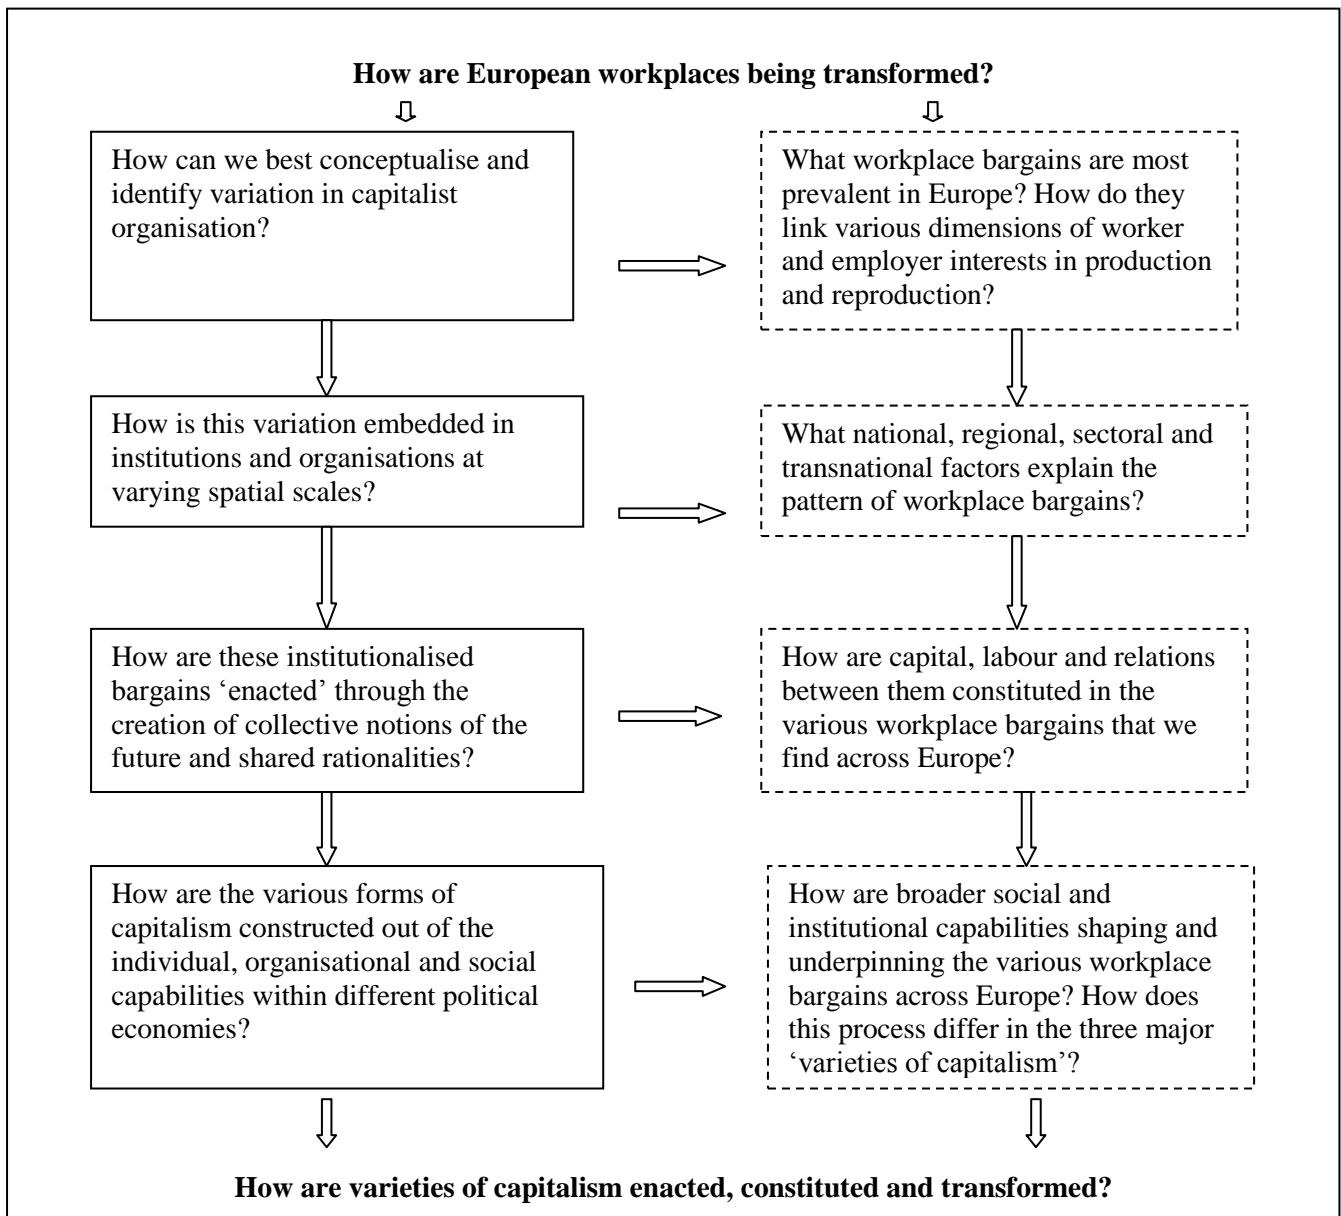 How are European workplaces being transformed?
How can we best conceptualise and
identify variation in capitalist
organisation?
What workplace bargains are most
prevalent in Europe? How do they
link various dimensions of worker
and employer interests in production
and reproduction?
How is this variation embedded in
institutions and organisations at
varying spatial scales?
What national, regional, sectoral and
transnational factors explain the
pattern of workplace bargains?
How are these institutionalised
bargains ‘enacted’ through the
creation of collective notions of the
future and shared rationalities?
How are capital, labour and relations
between them constituted in the
various workplace bargains that we
find across Europe?
How are the various forms of
capitalism constructed out of the
individual, organisational and social
capabilities within different political
economies?
How are broader social and
institutional capabilities shaping and
underpinning the various workplace
bargains across Europe? How does
this process differ in the three major
‘varieties of capitalism’?
How are varieties of capitalism enacted, constituted and transformed?